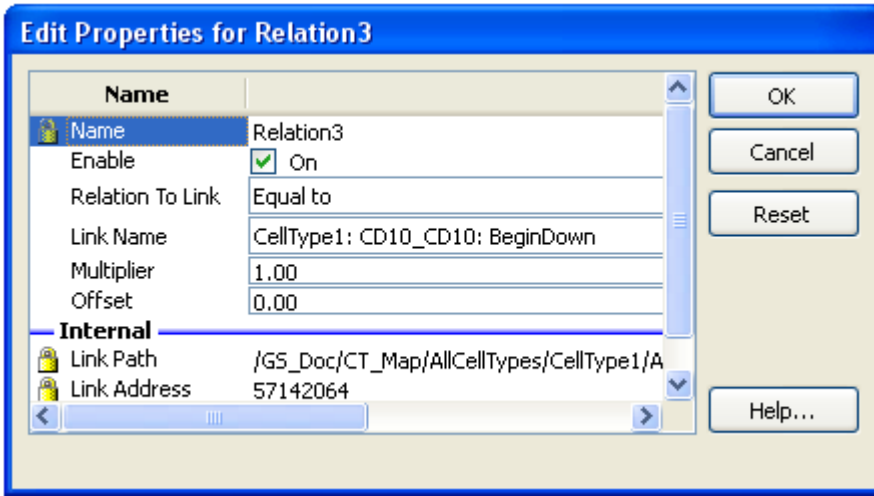 Edit Properties for Relation3
Name
OK
Name Relation3
Enable On
Cancel
Relation To Link Equal to
Reset
Link Name CellType1: CD10_CD10: BeginDown
Multiplier 1.00
Offset 0.00
Internal
Link Path /GS_Doc/CT_Map/AllCellTypes/CellType1/A
Link Address 57142064
Help...